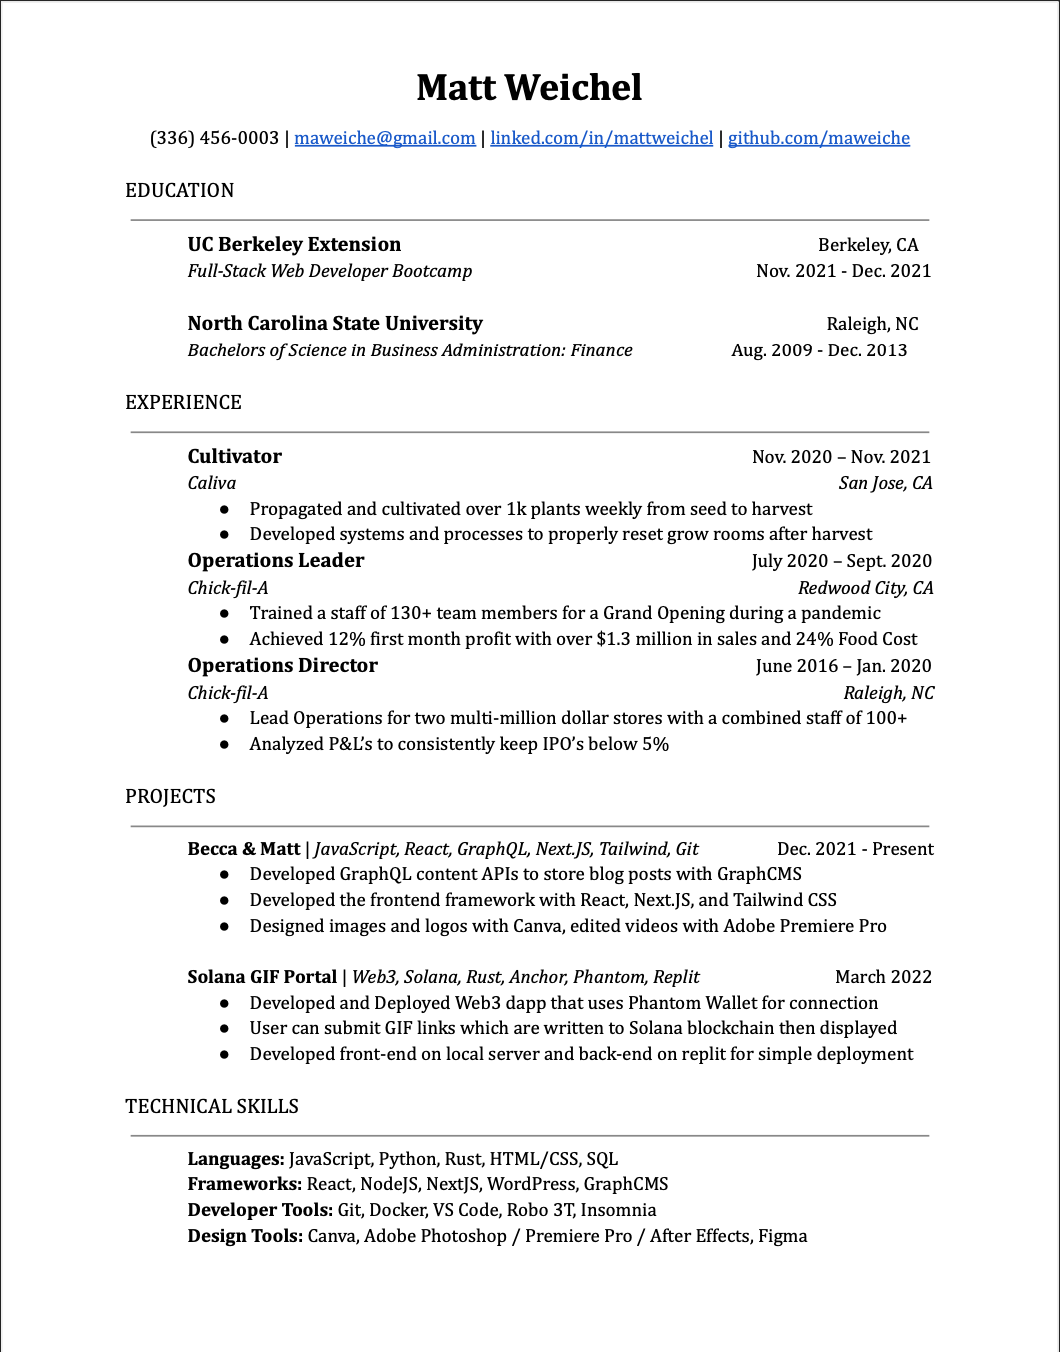 Matt Weichel
(336) 456-0003 | maweiche@gmail.com | linked.com/in/mattweichel | github.com/maweiche
EDUCATION
UC Berkeley Extension Berkeley, CA
Full-Stack Web Developer Bootcamp Nov. 2021 - Dec. 2021
North Carolina State University Raleigh, NC
Bachelors of Science in Business Administration: Finance Aug. 2009 - Dec. 2013
EXPERIENCE
Cultivator Nov. 2020 – Nov. 2021
Caliva San Jose, CA
● Propagated and cultivated over 1k plants weekly from seed to harvest
● Developed systems and processes to properly reset grow rooms after harvest
Operations Leader July 2020 – Sept. 2020
Chick-fil-A Redwood City, CA
● Trained a staff of 130+ team members for a Grand Opening during a pandemic
● Achieved 12% first month profit with over $1.3 million in sales and 24% Food Cost
Operations Director June 2016 – Jan. 2020
Chick-fil-A Raleigh, NC
● Lead Operations for two multi-million dollar stores with a combined staff of 100+
● Analyzed P&L’s to consistently keep IPO’s below 5%
PROJECTS
Becca & Matt | JavaScript, React, GraphQL, Next.JS, Tailwind, Git Dec. 2021 - Present
● Developed GraphQL content APIs to store blog posts with GraphCMS
● Developed the frontend framework with React, Next.JS, and Tailwind CSS
● Designed images and logos with Canva, edited videos with Adobe Premiere Pro
Solana GIF Portal | Web3, Solana, Rust, Anchor, Phantom, Replit March 2022
● Developed and Deployed Web3 dapp that uses Phantom Wallet for connection
● User can submit GIF links which are written to Solana blockchain then displayed
● Developed front-end on local server and back-end on replit for simple deployment
TECHNICAL SKILLS
Languages: JavaScript, Python, Rust, HTML/CSS, SQL
Frameworks: React, NodeJS, NextJS, WordPress, GraphCMS
Developer Tools: Git, Docker, VS Code, Robo 3T, Insomnia
Design Tools: Canva, Adobe Photoshop / Premiere Pro / After Effects, Figma